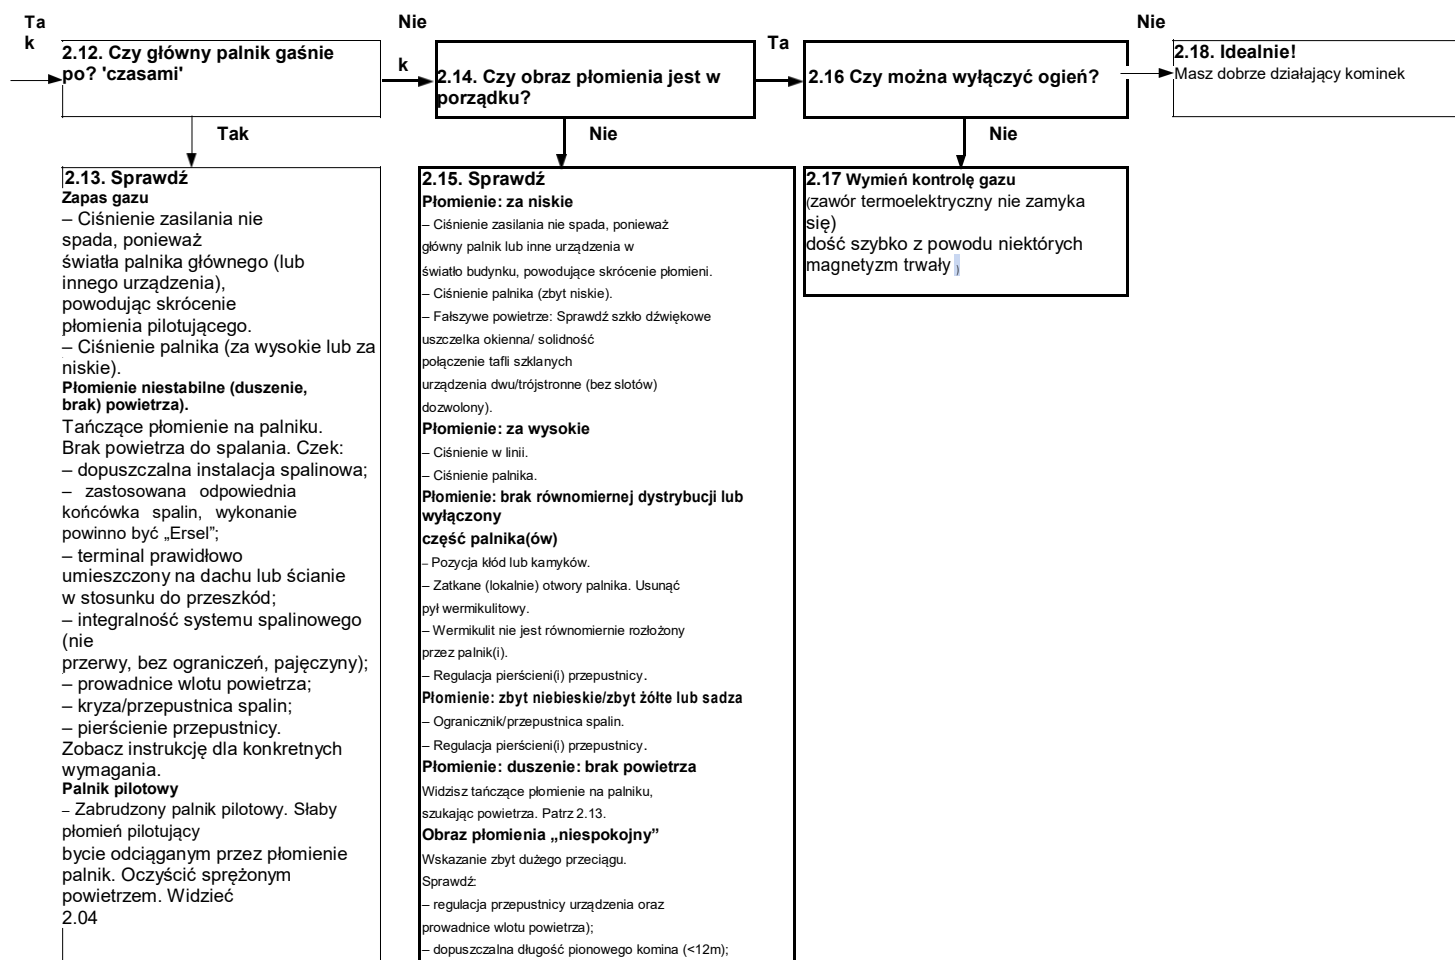 Ta
k
Nie
k
Ta
Nie
2.12. Czy główny palnik gaśnie
po? 'czasami'
2.14. Czy obraz płomienia jest w
porządku?
2.16 Czy można wyłączyć ogień?
2.18. Idealnie!
Masz dobrze działający kominek
Tak
Nie
Nie
2.13. Sprawdź
Zapas gazu
– Ciśnienie zasilania nie
spada, ponieważ
światła palnika głównego (lub
innego urządzenia),
powodując skrócenie
płomienia pilotującego.
– Ciśnienie palnika (za wysokie lub za
niskie).
Płomienie niestabilne (duszenie,
brak) powietrza).
Tańczące płomienie na palniku.
Brak powietrza do spalania. Czek:
– dopuszczalna instalacja spalinowa;
– zastosowana odpowiednia
końcówka spalin, wykonanie
powinno być „Ersel”;
– terminal prawidłowo
umieszczony na dachu lub ścianie
w stosunku do przeszkód;
– integralność systemu spalinowego
(nie
przerwy, bez ograniczeń, pajęczyny);
– prowadnice wlotu powietrza;
– kryza/przepustnica spalin;
– pierścienie przepustnicy.
Zobacz instrukcję dla konkretnych
wymagania.
Palnik pilotowy
– Zabrudzony palnik pilotowy. Słaby
płomień pilotujący
bycie odciąganym przez płomienie
palnik. Oczyścić sprężonym
powietrzem. Widzieć
2.04
2.15. Sprawdź
Płomienie: za niskie
– Ciśnienie zasilania nie spada, ponieważ
główny palnik lub inne urządzenia w
światło budynku, powodujące skrócenie płomieni.
– Ciśnienie palnika (zbyt niskie).
– Fałszywe powietrze: Sprawdź szkło dźwiękowe
uszczelka okienna/ solidność
połączenie tafli szklanych
urządzenia dwu/trójstronne (bez slotów)
dozwolony).
Płomienie: za wysokie
– Ciśnienie w linii.
– Ciśnienie palnika.
Płomienie: brak równomiernej dystrybucji lub
wyłączony
część palnika(ów)
– Pozycja kłód lub kamyków.
– Zatkane (lokalnie) otwory palnika. Usunąć
pył wermikulitowy.
– Wermikulit nie jest równomiernie rozłożony
przez palnik(i).
– Regulacja pierścieni(i) przepustnicy.
Płomienie: zbyt niebieskie/zbyt żółte lub sadza
– Ogranicznik/przepustnica spalin.
– Regulacja pierścieni(i) przepustnicy.
Płomienie: duszenie: brak powietrza
Widzisz tańczące płomienie na palniku,
szukając powietrza. Patrz 2.13.
Obraz płomienia „niespokojny”
Wskazanie zbyt dużego przeciągu.
Sprawdź:
– regulacja przepustnicy urządzenia oraz
prowadnice wlotu powietrza);
– dopuszczalna długość pionowego komina (<12m);
2.17 Wymień kontrolę gazu
(zawór termoelektryczny nie zamyka
się)
dość szybko z powodu niektórych
magnetyzm trwały )